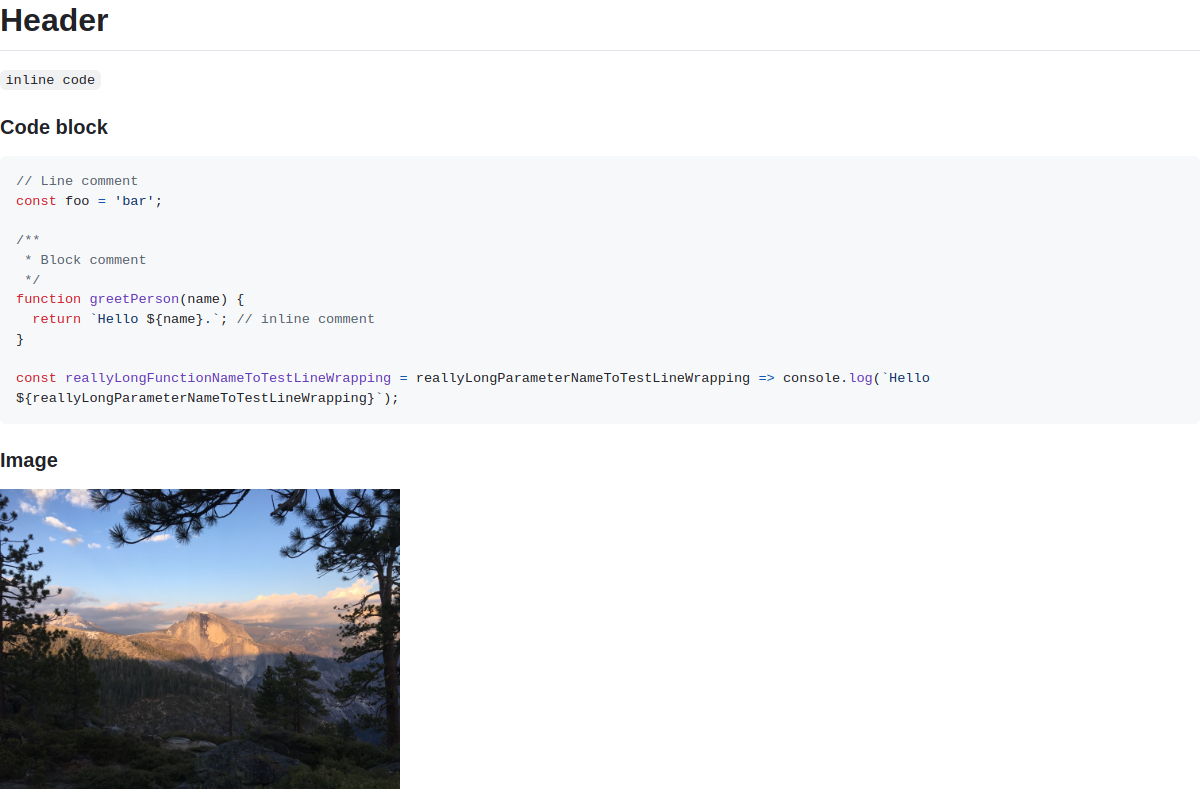 Header
inline code
Code block
// Line comment
const foo = 'bar';
/**
 * Block comment
 */
function greetPerson(name) {
  return `Hello ${name}.`; // inline comment
}
const reallyLongFunctionNameToTestLineWrapping = reallyLongParameterNameToTestLineWrapping => console.log(`Hello
${reallyLongParameterNameToTestLineWrapping}`);
Image